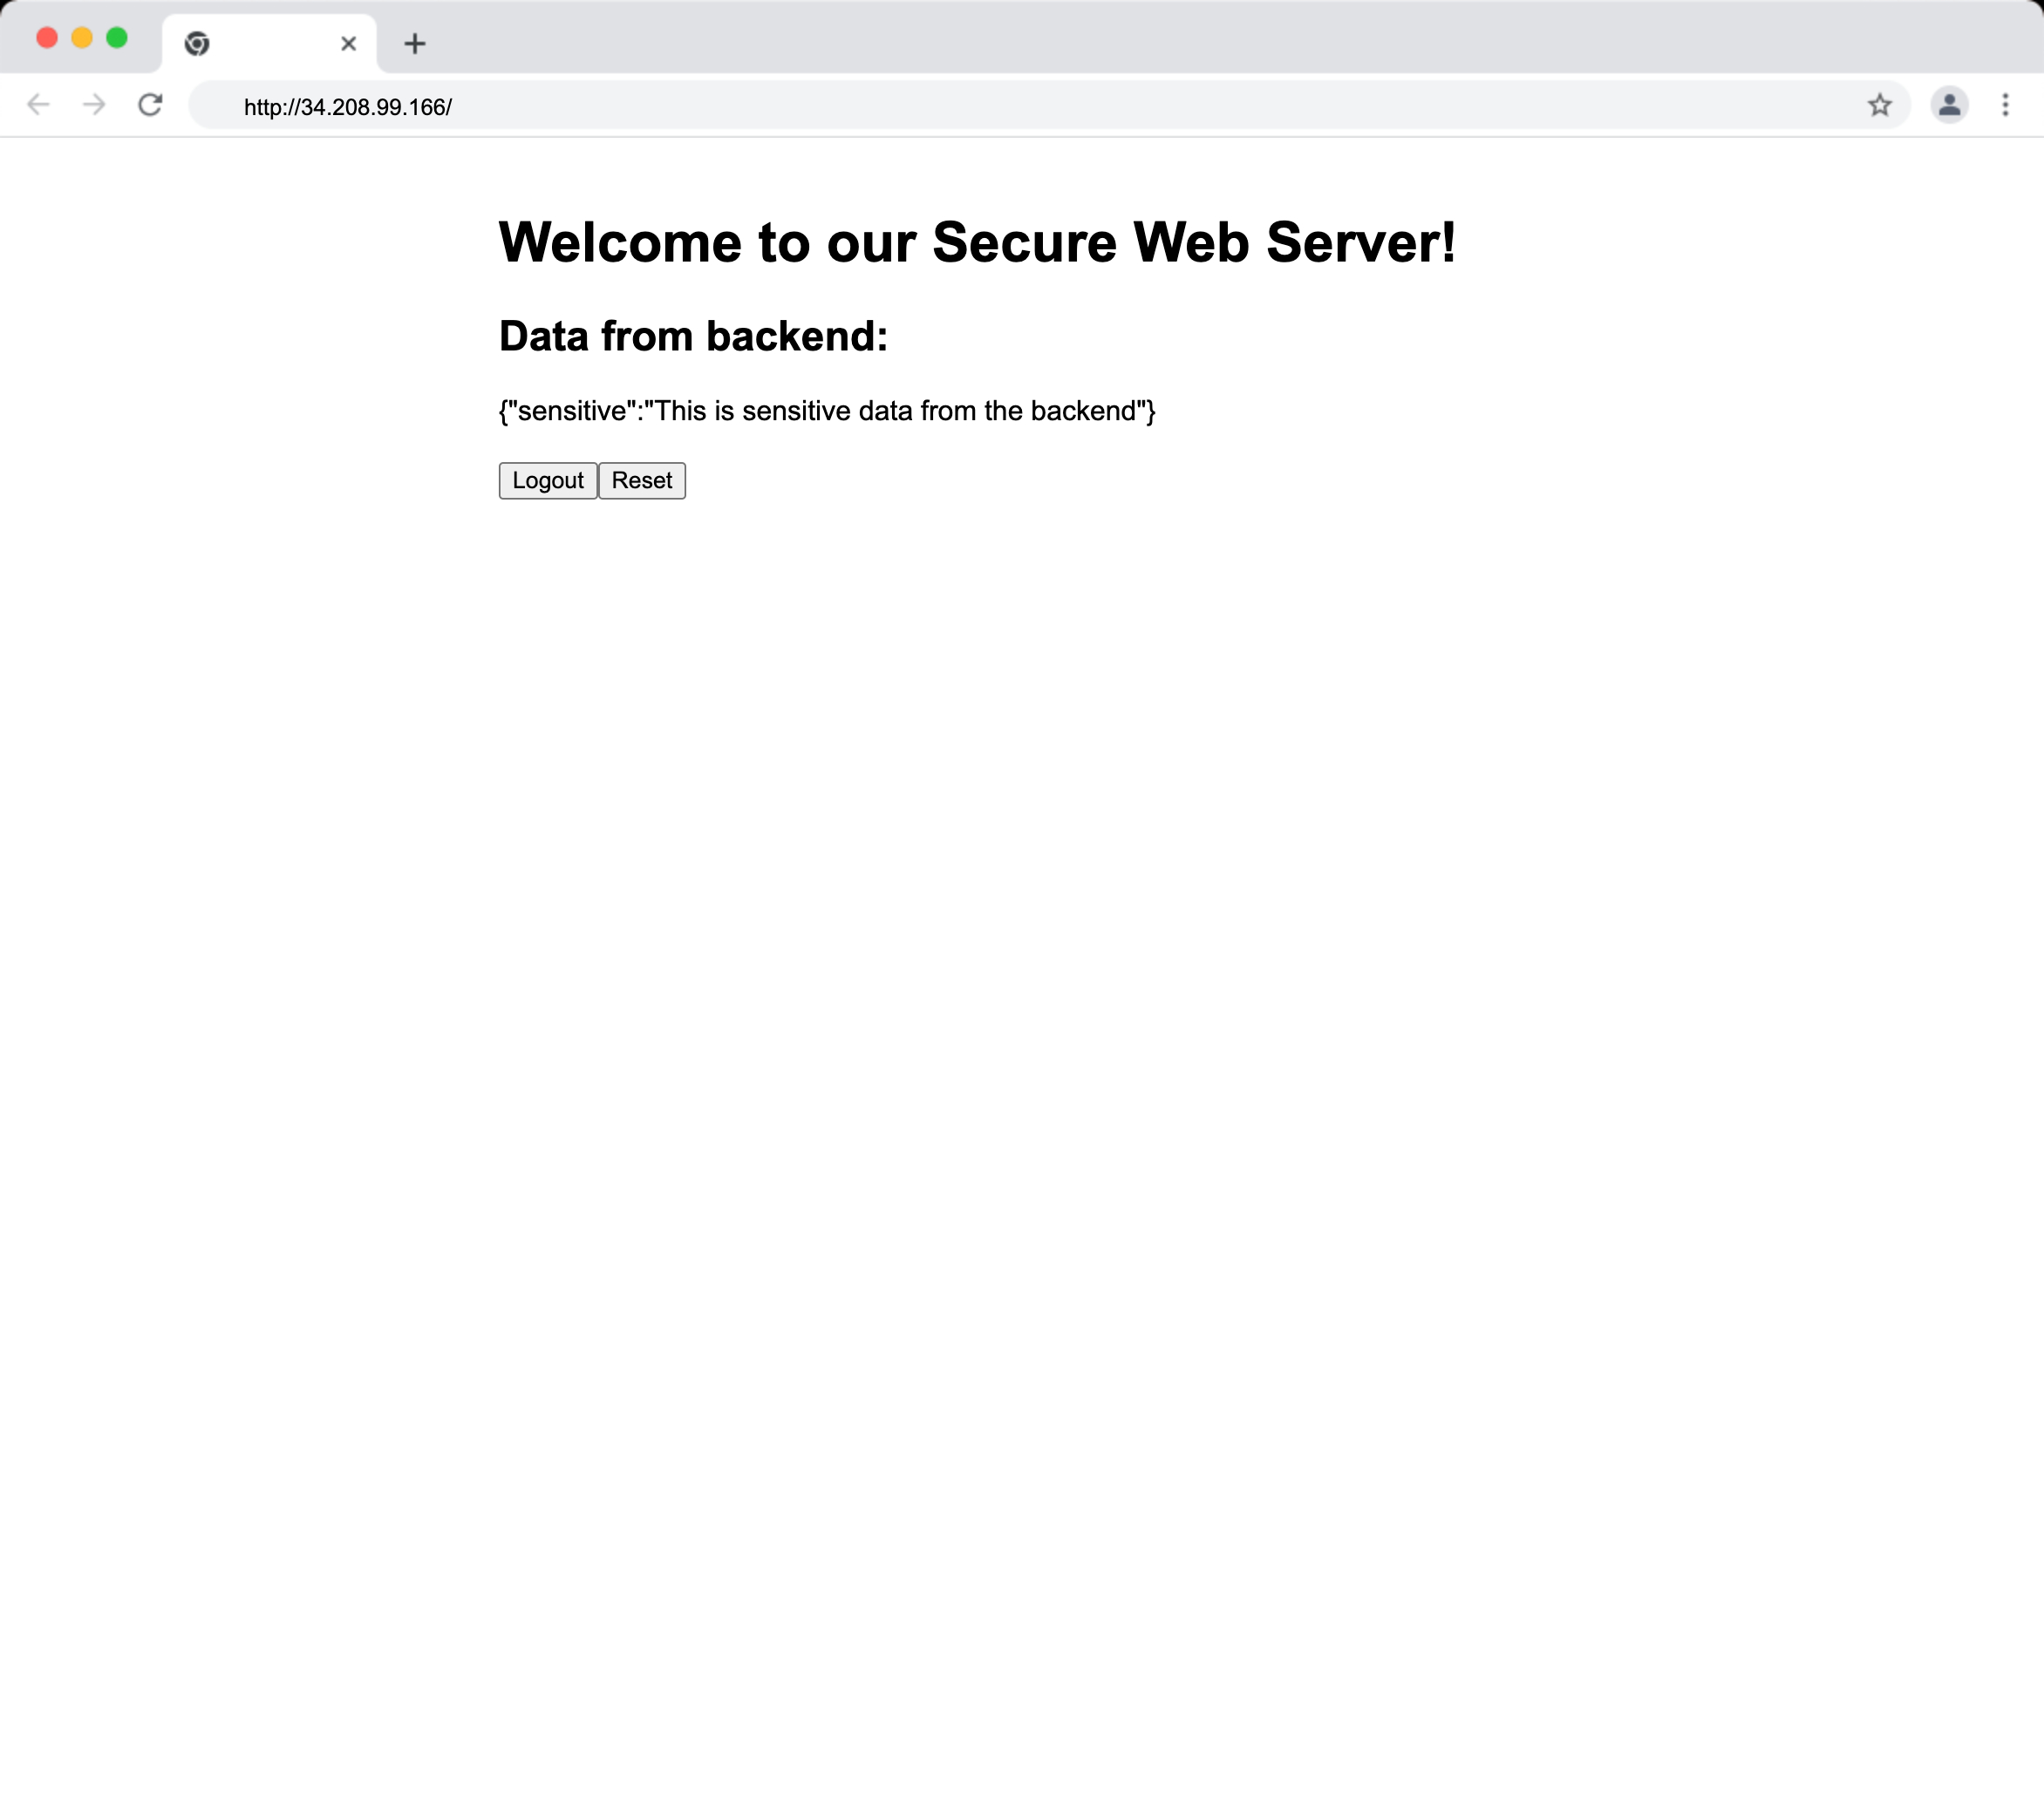 http://34.208.99.166/
Welcome to our Secure Web Server!
Data from backend:
{"sensitive":"This is sensitive data from the backend"}
Logout Reset